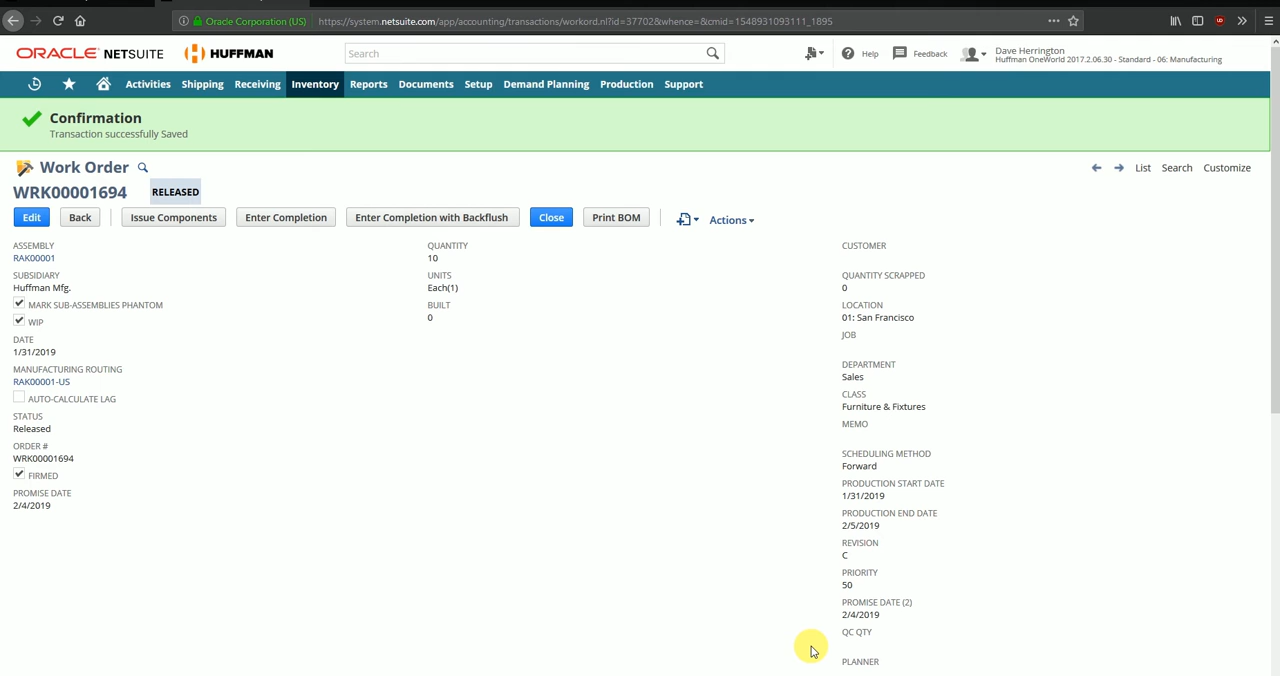 Oracle Corporation (US) https://system.netsuite.com/app/accounting/transactions/workord.nl?id=37702&whence=&cmid=1548931093111_1895
ORACLE NETSUITE HUFFMAN Search Help Feedback Dave Herrington
Huffman OneWorld 2017.2.06.30 - Standard - 06: Manufacturing
Activities Shipping Receiving Inventory Reports Documents Setup Demand Planning Production Support
Confirmation
Transaction successfully Saved
Work Order List Search Customize
WRK00001694 RELEASED
Edit Back Issue Components Enter Completion Enter Completion with Backflush Close Print BOM Actions
ASSEMBLY
RAK00001
SUBSIDIARY
Huffman Mfg.
MARK SUB-ASSEMBLIES PHANTOM
WIP
DATE
1/31/2019
MANUFACTURING ROUTING
RAK00001-US
AUTO-CALCULATE LAG
STATUS
Released
ORDER #
WRK00001694
FIRMED
PROMISE DATE
2/4/2019
QUANTITY
10
UNITS
Each(1)
BUILT
0
CUSTOMER
QUANTITY SCRAPPED
0
LOCATION
01: San Francisco
JOB
DEPARTMENT
Sales
CLASS
Furniture & Fixtures
MEMO
SCHEDULING METHOD
Forward
PRODUCTION START DATE
1/31/2019
PRODUCTION END DATE
2/5/2019
REVISION
C
PRIORITY
50
PROMISE DATE (2)
2/4/2019
QC QTY
PLANNER